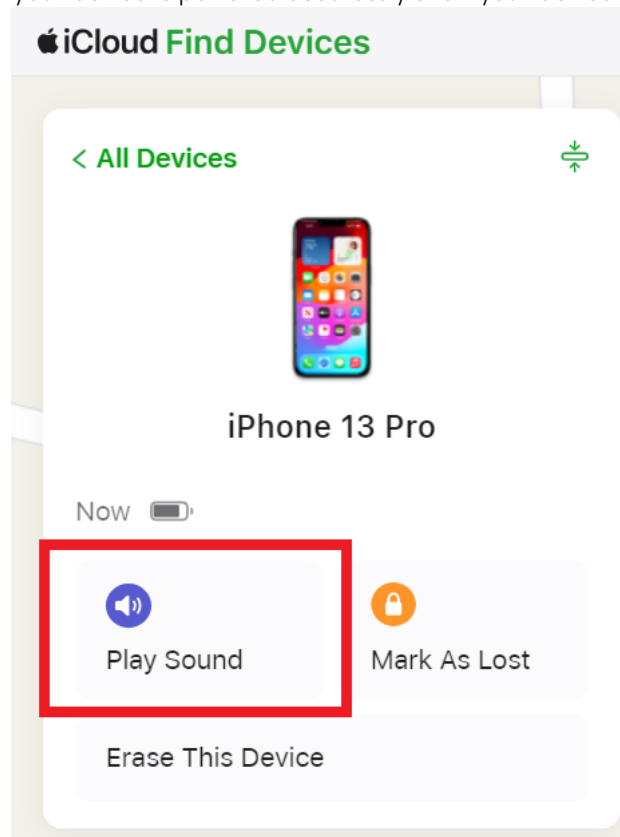 iCloud Find Devices
< All Devices
iPhone 13 Pro
Now
Play Sound
Mark As Lost
Erase This Device